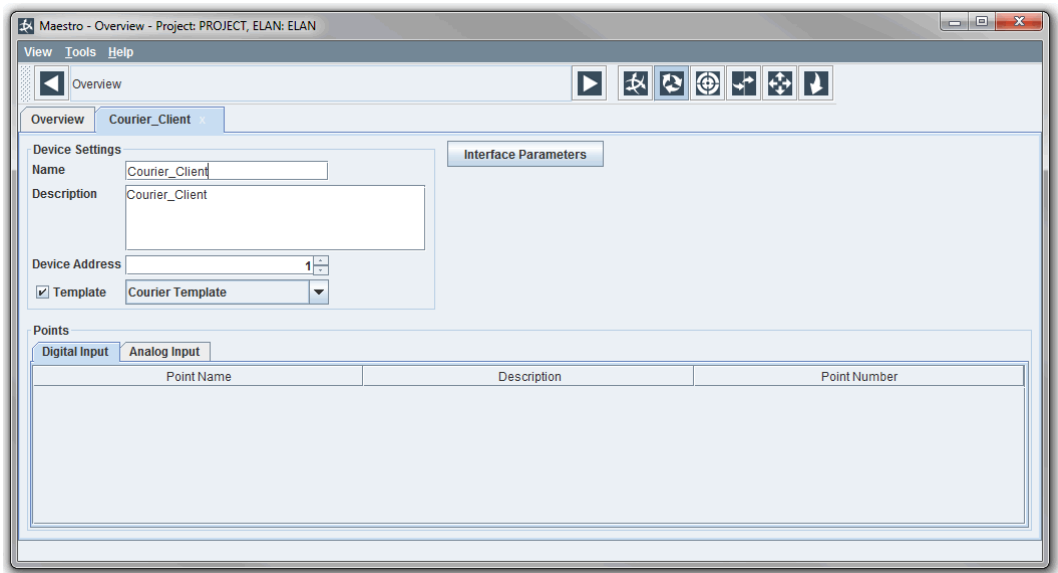 Maestro - Overview - Project: PROJECT, ELAN: ELAN
View Tools Help
Overview
Overview Courier_Client x
Device Settings
Interface Parameters
Name Courier_Client
Description Courier_Client
Device Address 1
Template Courier Template
Points
Digital Input Analog Input
Point Name Description Point Number